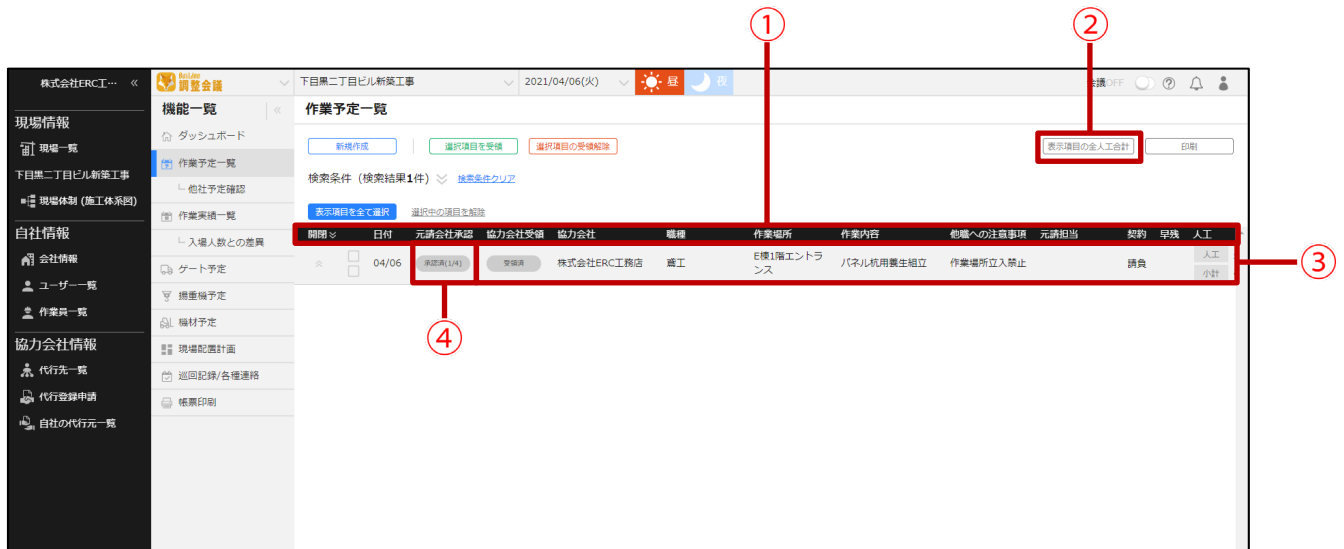 ①
②
株式会社ERC工… «
Buildee
調整会議
下目黒二丁目ビル新築工事
2021/04/06(火)
昼
夜
会議OFF
機能一覧
«
作業予定一覧
現場情報
現場一覧
下目黒二丁目ビル新築工事
現場体制 (施工体系図)
自社情報
会社情報
ユーザー一覧
作業員一覧
協力会社情報
代行先一覧
代行登録申請
自社の代行元一覧
ダッシュボード
作業予定一覧
他社予定確認
作業実績一覧
入場人数との差異
ゲート予定
揚重機予定
機材予定
現場配置計画
巡回記録/各種連絡
帳票印刷
新規作成
選択項目を受領
選択項目の受領解除
表示項目の全人工合計
印刷
検索条件（検索結果1件）
検索条件クリア
表示項目を全て選択
選択中の項目を解除
開閉 日付 元請会社承認 協力会社受領 協力会社 職種 作業場所 作業内容 他職への注意事項 元請担当 契約 早残 人工
04/06 承認済(1/4) 受領済 株式会社ERC工務店 鳶工 E棟1階エントラ
ンス パネル杭用養生組立 作業場所立入禁止 請負 人工
小計
③
④